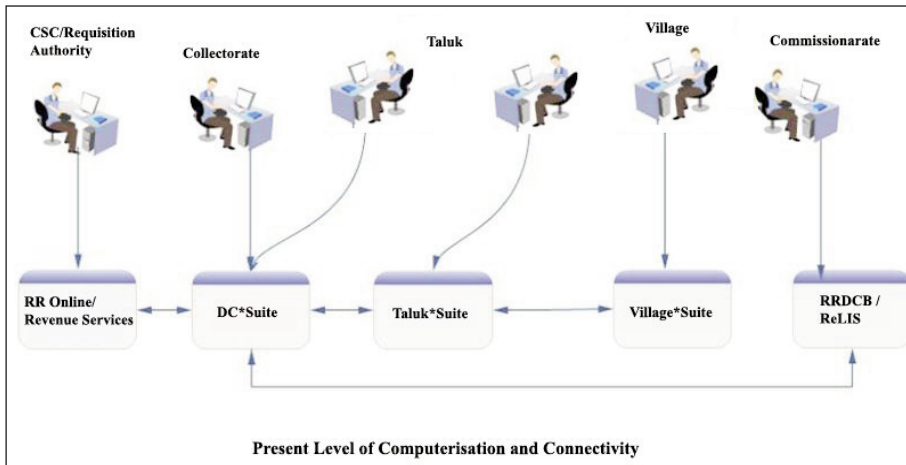 CSC/Requisition
Authority
Collectorate
Taluk
Village
Commissionarate
RR Online/
Revenue Services
DC*Suite
Taluk*Suite
Village*Suite
RRDCB /
ReLIS
Present Level of Computerisation and Connectivity